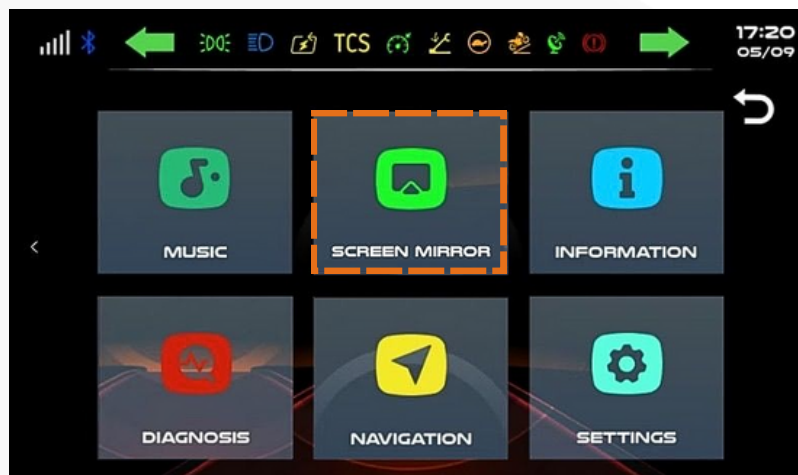 TCS
17:20
05/09
MUSIC
SCREEN MIRROR
INFORMATION
DIAGNOSIS
NAVIGATION
SETTINGS